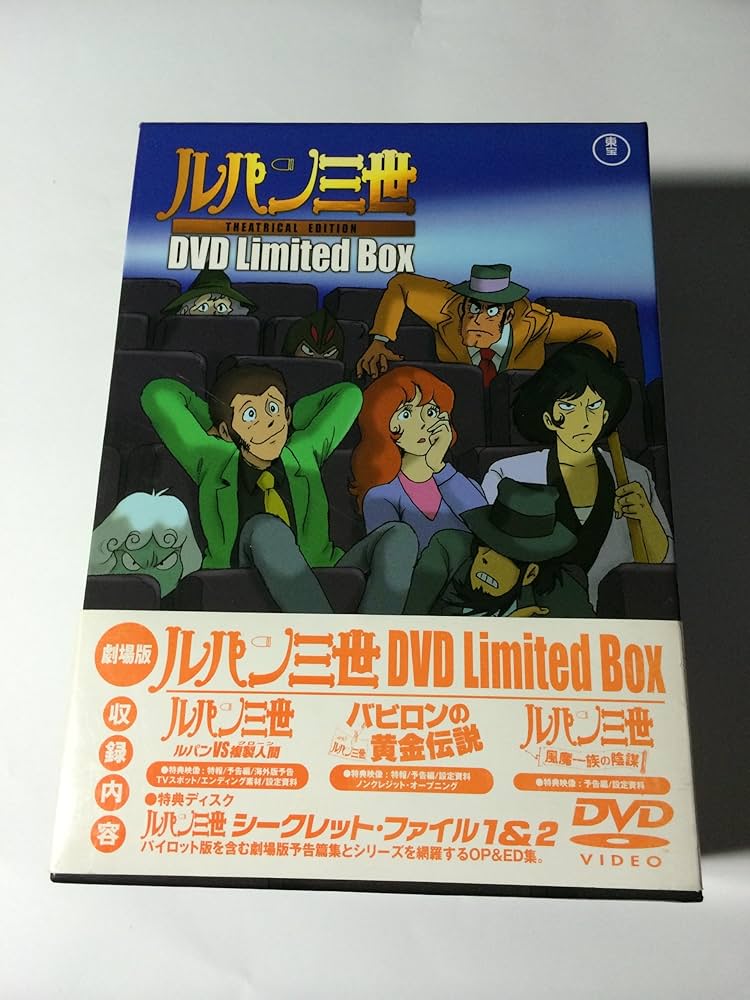 東宝
ルパン三世
THEATRICAL EDITION
DVD Limited Box
劇場版
ルパン三世 DVD Limited Box
収録内容
ルパン三世
クローン
ルパンVS複製人間
●特典映像:特報/予告編/海外版予告
TVスポット/エンディング素材/設定資料
バビロンの
ルパン三世
黄金伝説
●特典映像:特報/予告編/設定資料
ノンクレジット・オープニング
ルパン三世
風魔一族の陰謀
●特典映像:予告編/設定資料
●特典ディスク
ルパン三世 シークレット・ファイル1&2
パイロット版を含む劇場版予告篇集とシリーズを網羅するOP&ED集。
DVD
VIDEO
TM